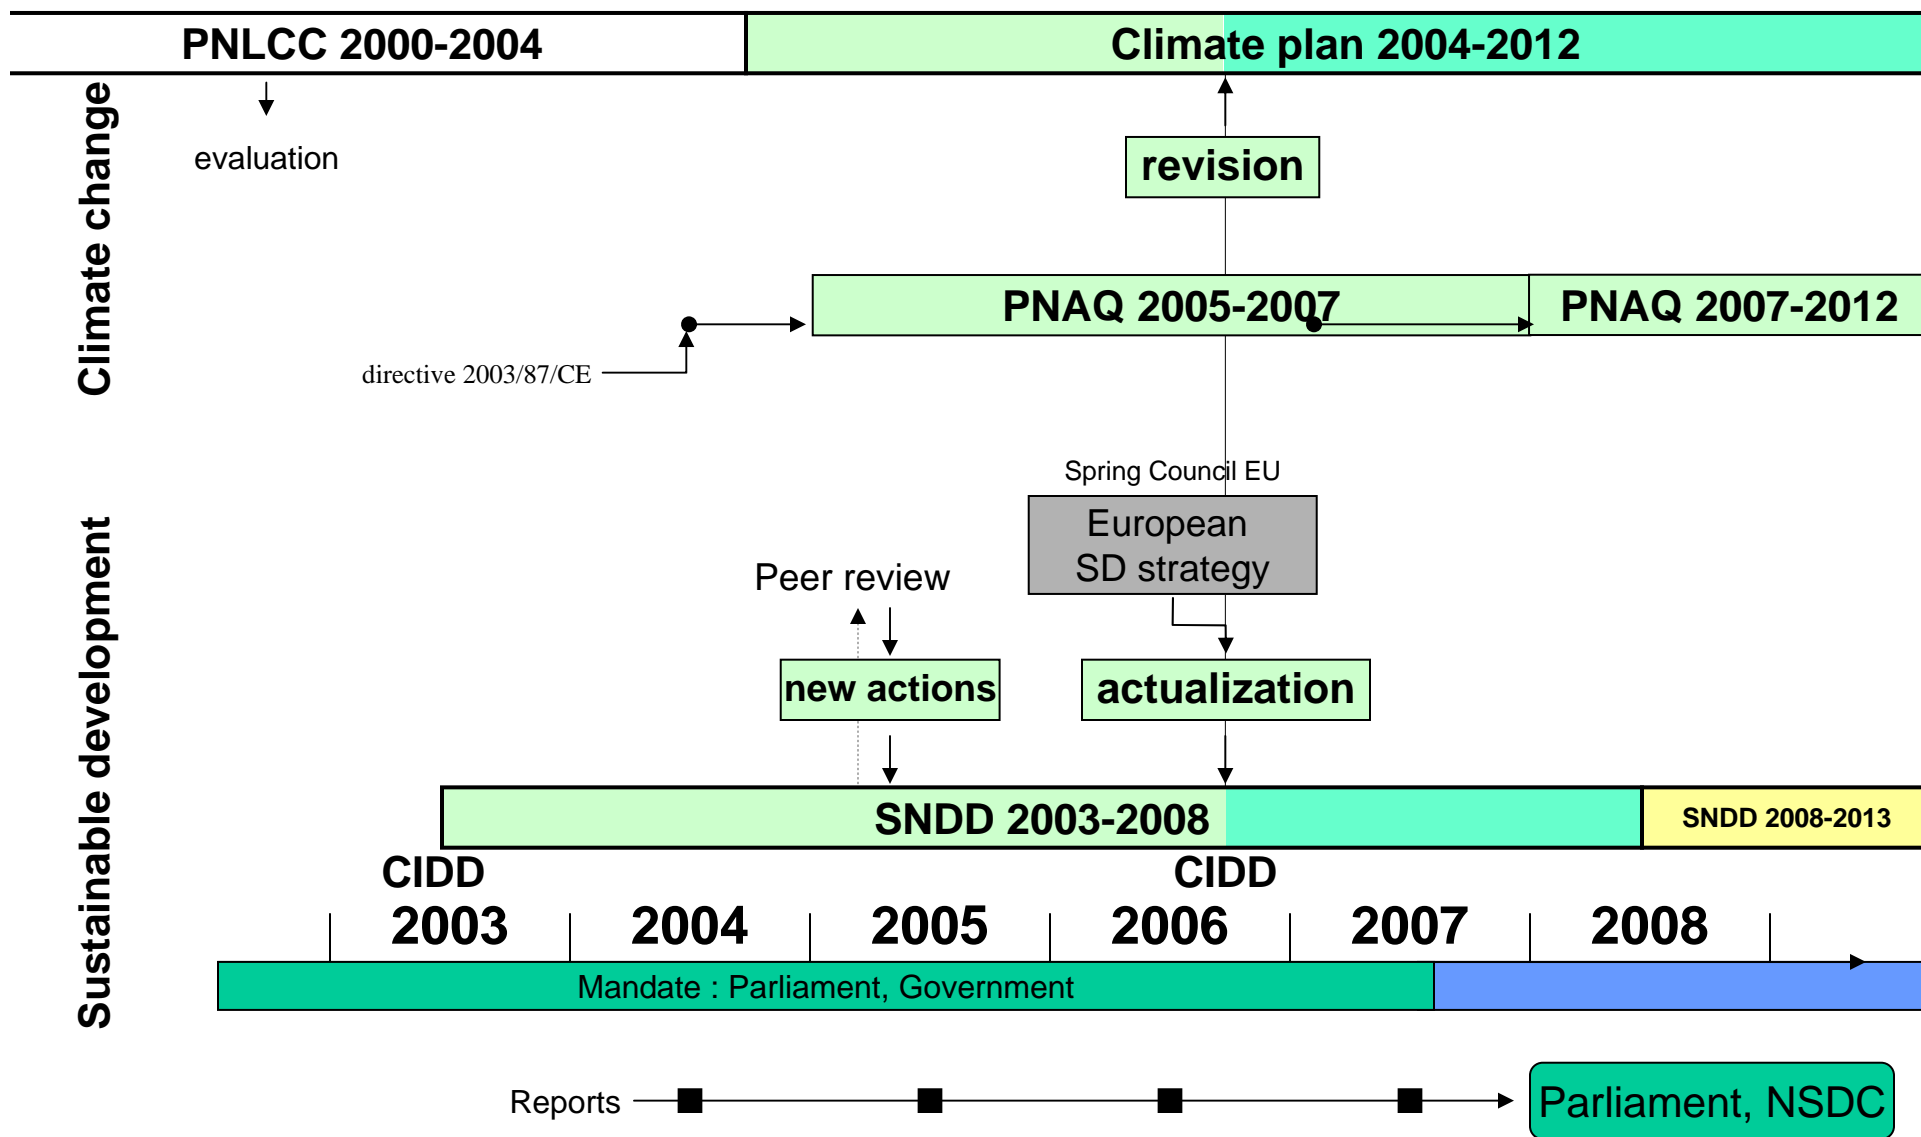 PNLCC 2000-2004
Climate plan 2004-2012
Climate change
evaluation
revision
PNAQ 2005-2007
PNAQ 2007-2012
directive 2003/87/CE
Sustainable development
Spring Council EU
European
SD strategy
Peer review
new actions
actualization
SNDD 2003-2008
SNDD 2008-2013
CIDD
CIDD
2003
2004
2005
2006
2007
2008
Mandate : Parliament, Government
Reports
Parliament, NSDC